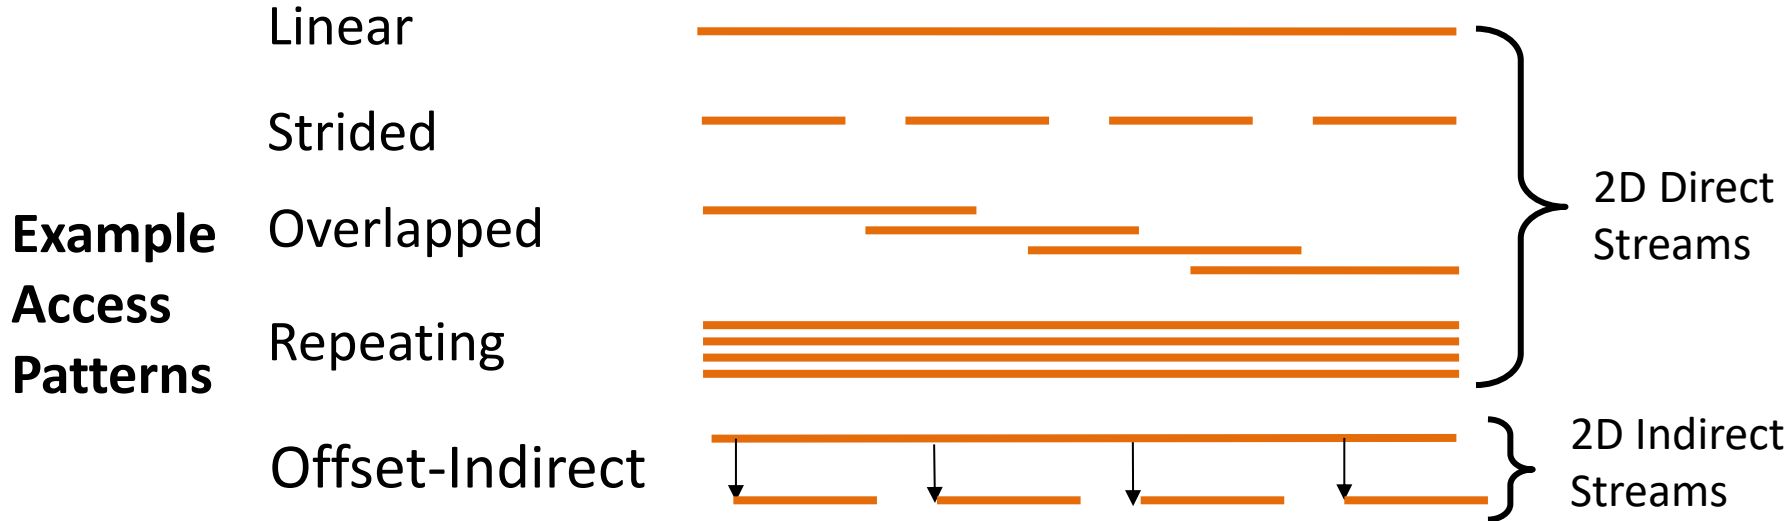 Example
Access
Patterns
Linear
Strided
Overlapped
Repeating
Offset-Indirect
2D Direct
Streams
2D Indirect
Streams